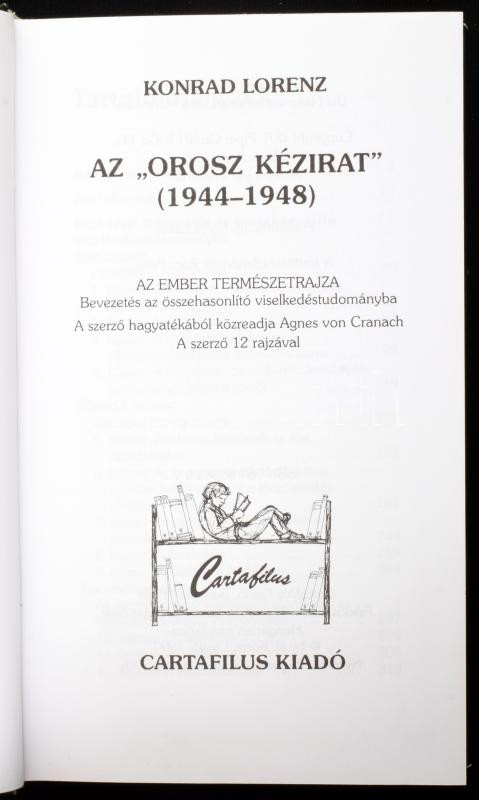 KONRAD LORENZ
AZ „OROSZ KÉZIRAT”
(1944–1948)
AZ EMBER TERMÉSZETRAJZA
Bevezetés az összehasonlító viselkedéstudományba
A szerző hagyatékából közreadja Agnes von Cranach
A szerző 12 rajzával
Cartafilus
CARTAFILUS KIADÓ